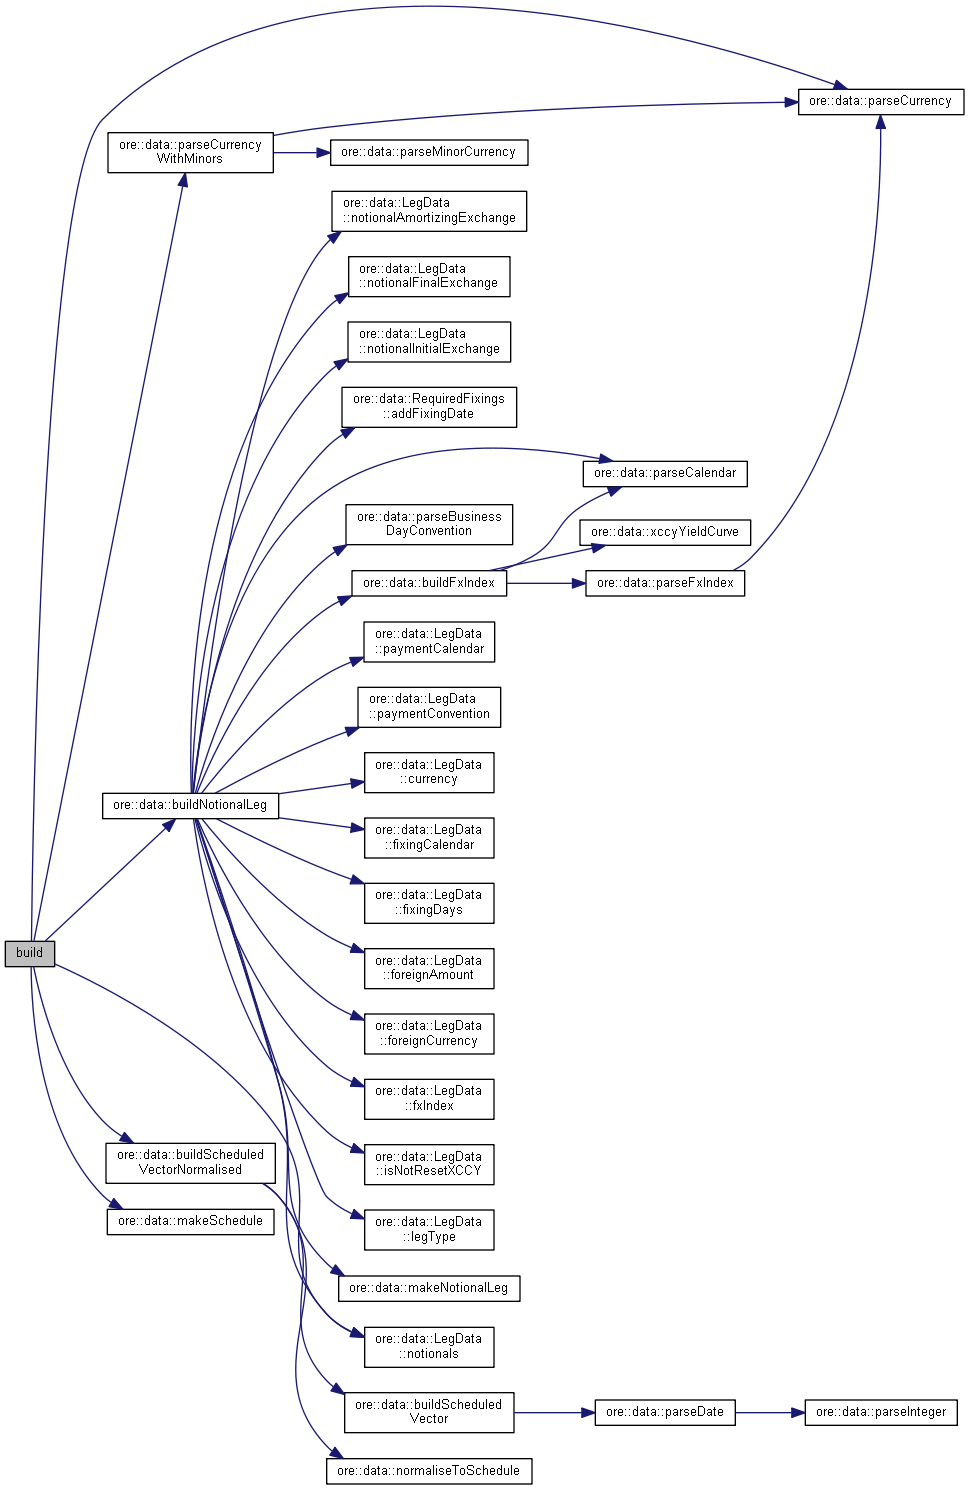 ore::data::parseCurrency
ore::data::parseCurrency
WithMinors
ore::data::parseMinorCurrency
ore::data::LegData
::notionalAmortizingExchange
ore::data::LegData
::notionalFinalExchange
ore::data::LegData
::notionalInitialExchange
ore::data::RequiredFixings
::addFixingDate
ore::data::parseCalendar
ore::data::parseBusiness
DayConvention
ore::data::xccyYieldCurve
ore::data::buildFxIndex
ore::data::parseFxIndex
ore::data::LegData
::paymentCalendar
ore::data::LegData
::paymentConvention
ore::data::LegData
::currency
ore::data::buildNotionalLeg
ore::data::LegData
::fixingCalendar
ore::data::LegData
::fixingDays
build
ore::data::LegData
::foreignAmount
ore::data::LegData
::foreignCurrency
ore::data::LegData
::fxIndex
ore::data::buildScheduled
VectorNormalised
ore::data::LegData
::isNotResetXCCY
ore::data::makeSchedule
ore::data::LegData
::legType
ore::data::makeNotionalLeg
ore::data::LegData
::notionals
ore::data::buildScheduled
Vector
ore::data::parseDate
ore::data::parseInteger
ore::data::normaliseToSchedule